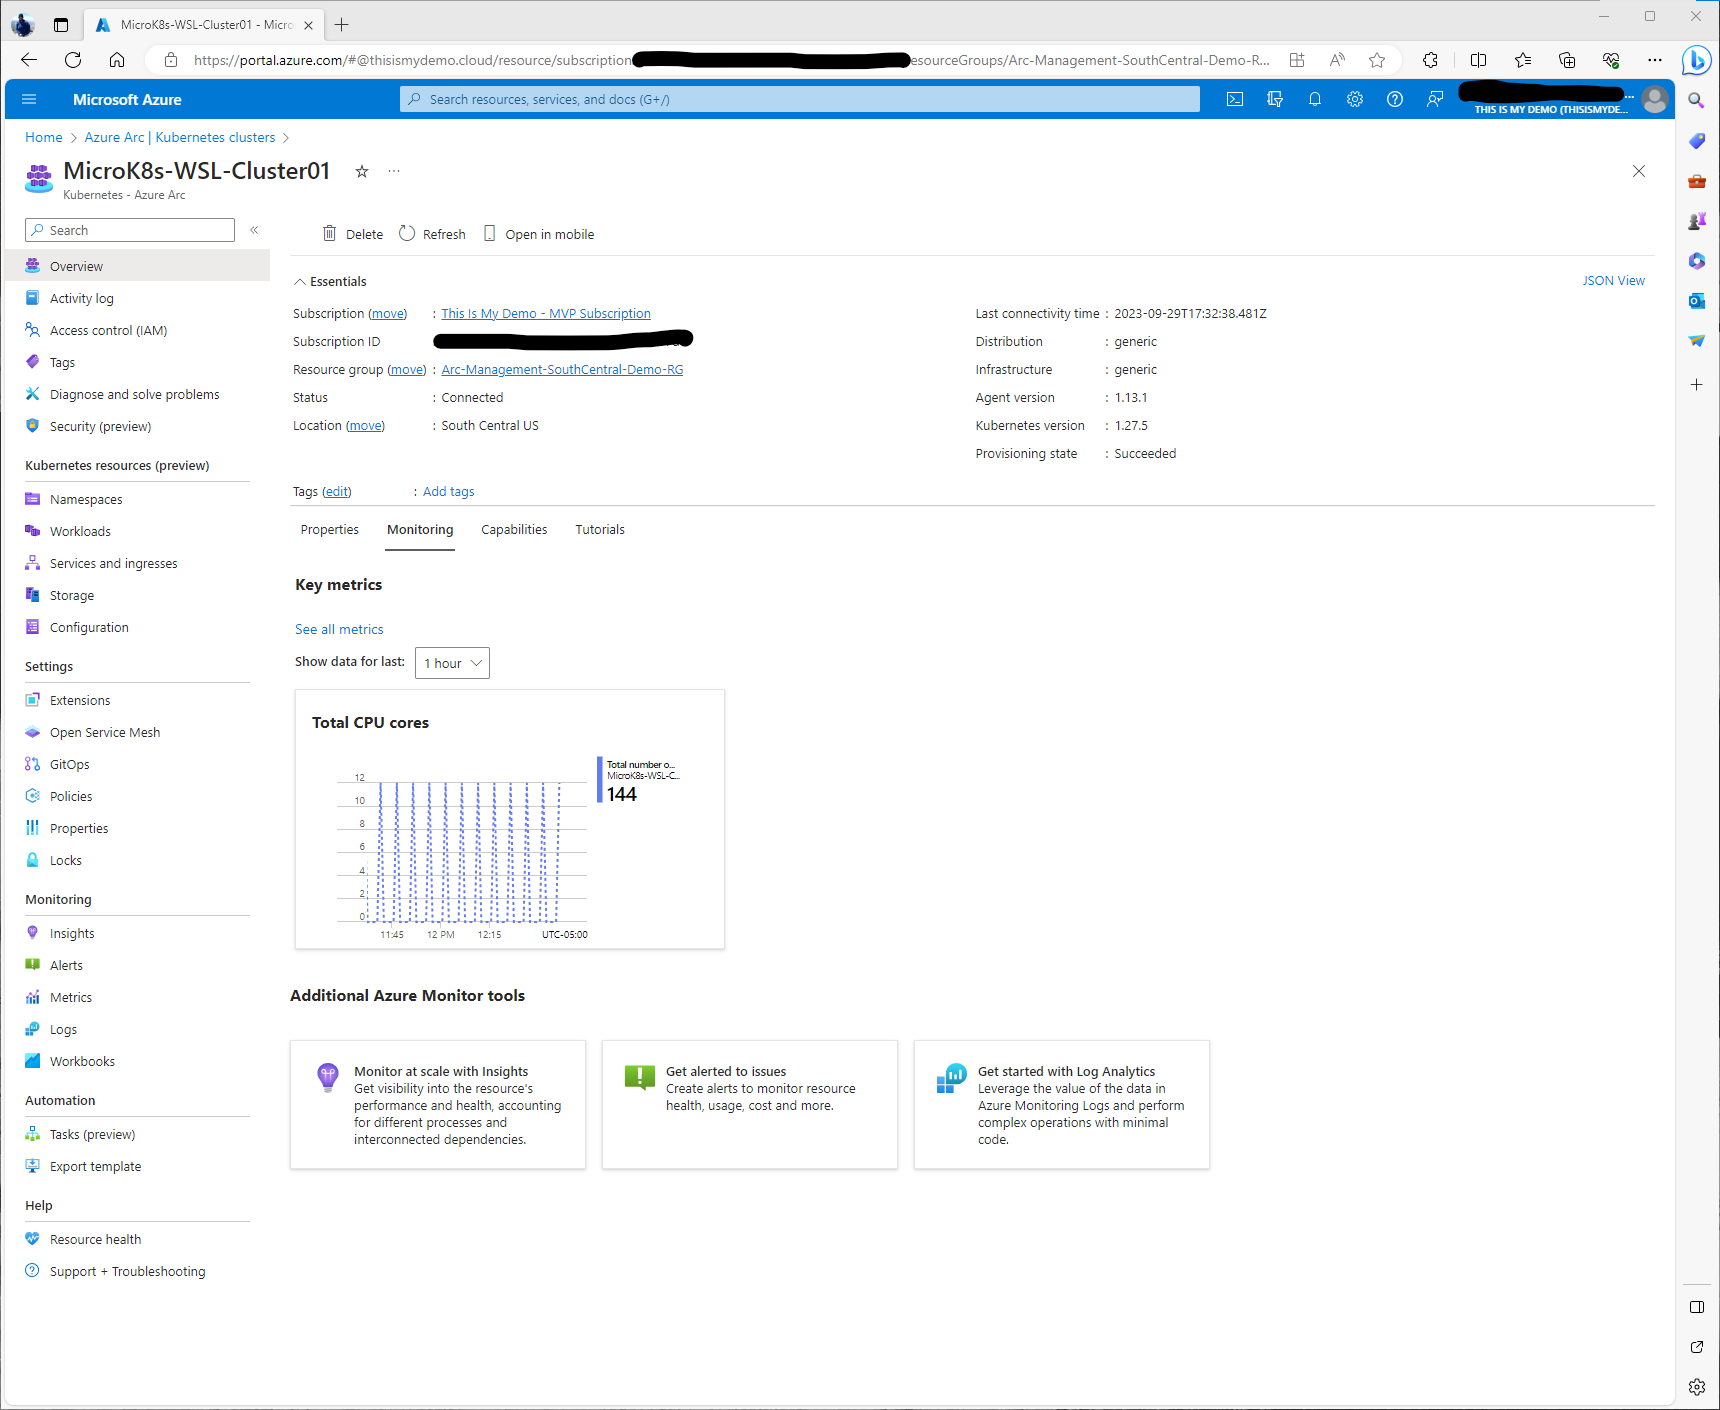 MicroK8s-WSL-Cluster01 - Micro
https://portal.azure.com/#@thisismydemo.cloud/resource/subscription esourceGroups/Arc-Management-SouthCentral-Demo-R...
Microsoft Azure
Search resources, services, and docs (G+/)
THIS IS MY DEMO (THISISMYDE...
Home > Azure Arc | Kubernetes clusters >
MicroK8s-WSL-Cluster01
Kubernetes - Azure Arc
Search
Delete
Refresh
Open in mobile
Overview
Activity log
Access control (IAM)
Tags
Diagnose and solve problems
Security (preview)
Kubernetes resources (preview)
Namespaces
Workloads
Services and ingresses
Storage
Configuration
Settings
Extensions
Open Service Mesh
GitOps
Policies
Properties
Locks
Monitoring
Insights
Alerts
Metrics
Logs
Workbooks
Automation
Tasks (preview)
Export template
Help
Resource health
Support + Troubleshooting
Essentials
JSON View
Subscription (move) : This Is My Demo - MVP Subscription
Subscription ID
Resource group (move) : Arc-Management-SouthCentral-Demo-RG
Status : Connected
Location (move) : South Central US
Last connectivity time : 2023-09-29T17:32:38.481Z
Distribution : generic
Infrastructure : generic
Agent version : 1.13.1
Kubernetes version : 1.27.5
Provisioning state : Succeeded
Tags (edit) : Add tags
Properties
Monitoring
Capabilities
Tutorials
Key metrics
See all metrics
Show data for last: 1 hour
Total CPU cores
12
10
8
6
4
2
0
11:45
12 PM
12:15
UTC-05:00
Total number o...
MicroK8s-WSL-C...
144
Additional Azure Monitor tools
Monitor at scale with Insights
Get visibility into the resource's
performance and health, accounting
for different processes and
interconnected dependencies.
Get alerted to issues
Create alerts to monitor resource
health, usage, cost and more.
Get started with Log Analytics
Leverage the value of the data in
Azure Monitoring Logs and perform
complex operations with minimal
code.